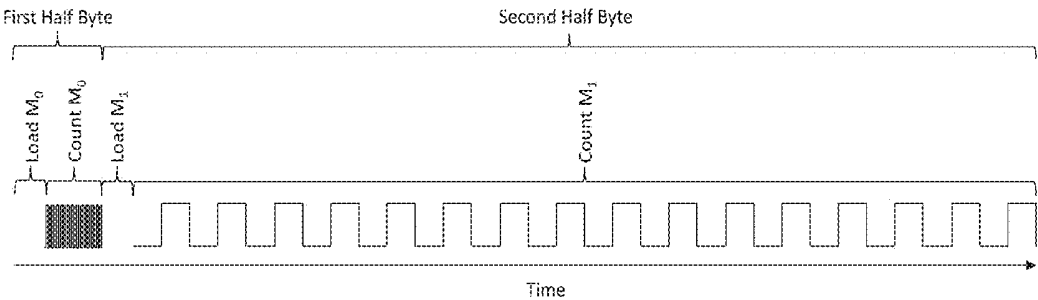 First Half Byte
Second Half Byte
Load M₀
Count M₀
Load M₁
Count M₁
Time